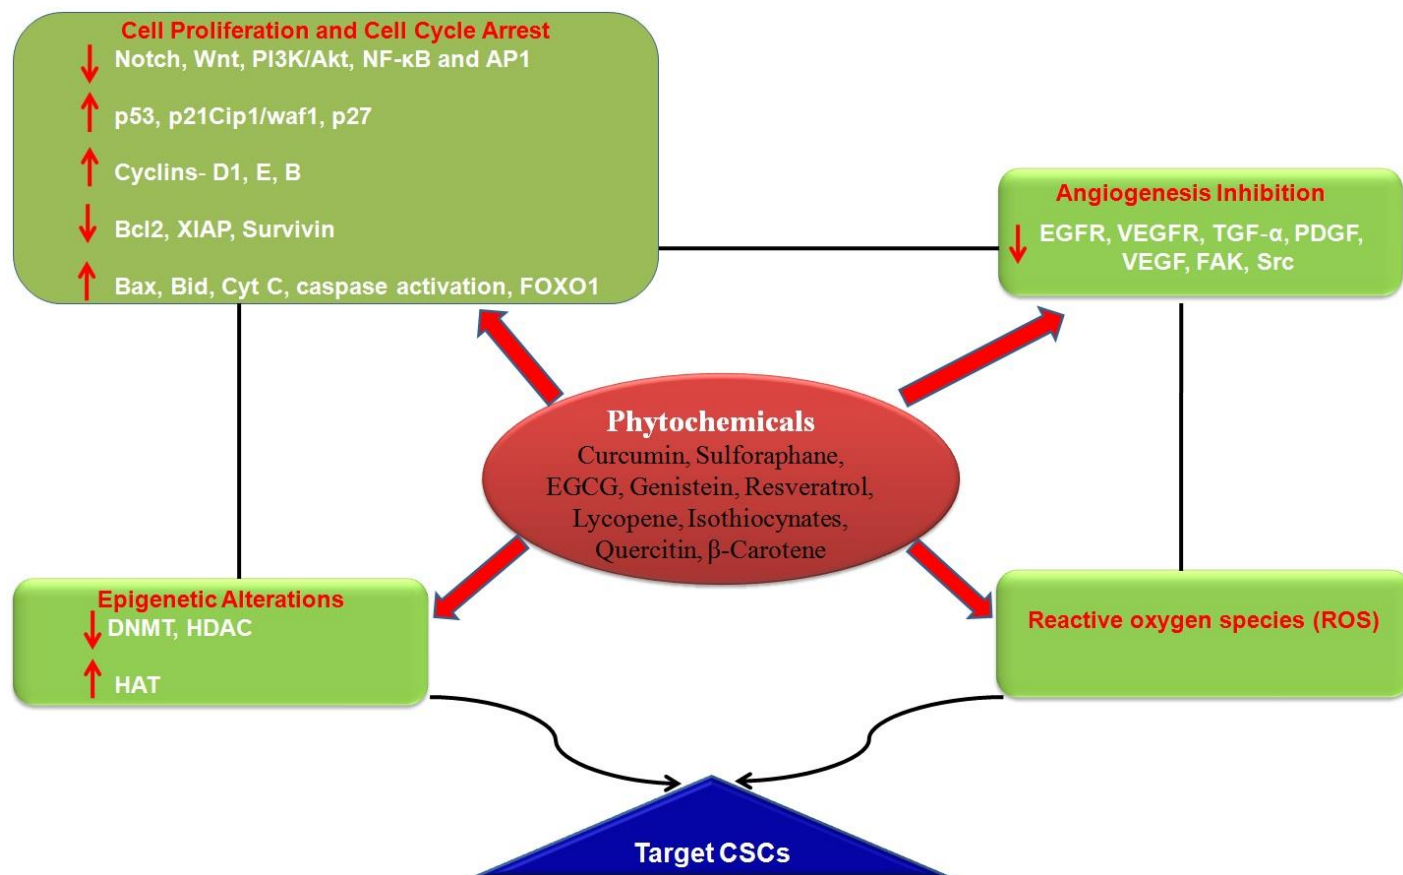 Cell Proliferation and Cell Cycle Arrest
Notch, Wnt, PI3K/Akt, NF-κB and AP1
p53, p21Cip1/waf1, p27
Cyclins- D1, E, B
Bcl2, XIAP, Survivin
Bax, Bid, Cyt C, caspase activation, FOXO1
Angiogenesis Inhibition
EGFR, VEGFR, TGF-α, PDGF,
VEGF, FAK, Src
Phytochemicals
Curcumin, Sulforaphane,
EGCG, Genistein, Resveratrol,
Lycopene, Isothiocynates,
Quercitin, β-Carotene
Epigenetic Alterations
DNMT, HDAC
HAT
Reactive oxygen species (ROS)
Target CSCs